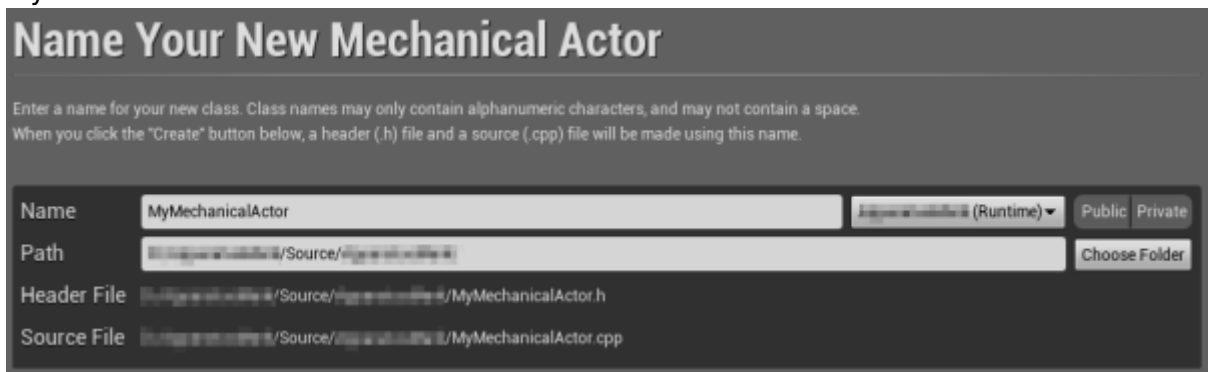 Name Your New Mechanical Actor
Enter a name for your new class. Class names may only contain alphanumeric characters, and may not contain a space.
When you click the "Create" button below, a header (.h) file and a source (.cpp) file will be made using this name.
Name MyMechanicalActor (Runtime) Public Private
Path /Source/ Choose Folder
Header File /Source/ /MyMechanicalActor.h
Source File /Source/ /MyMechanicalActor.cpp